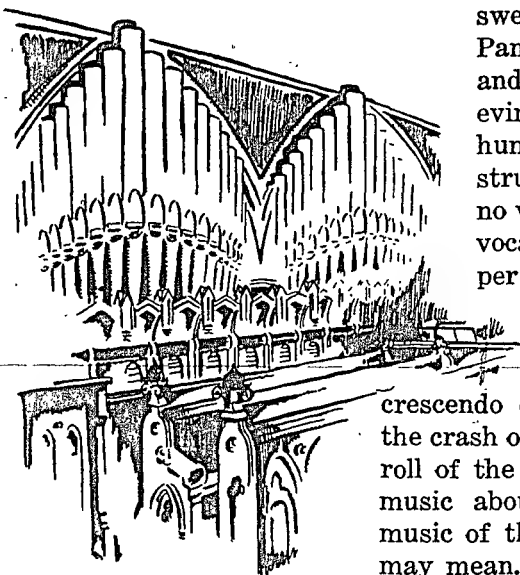 swe
Pan
and
evin
hun
stru
no v
voca
per
crescendo
the crash o
roll of the
music abou
music of th
may mean.